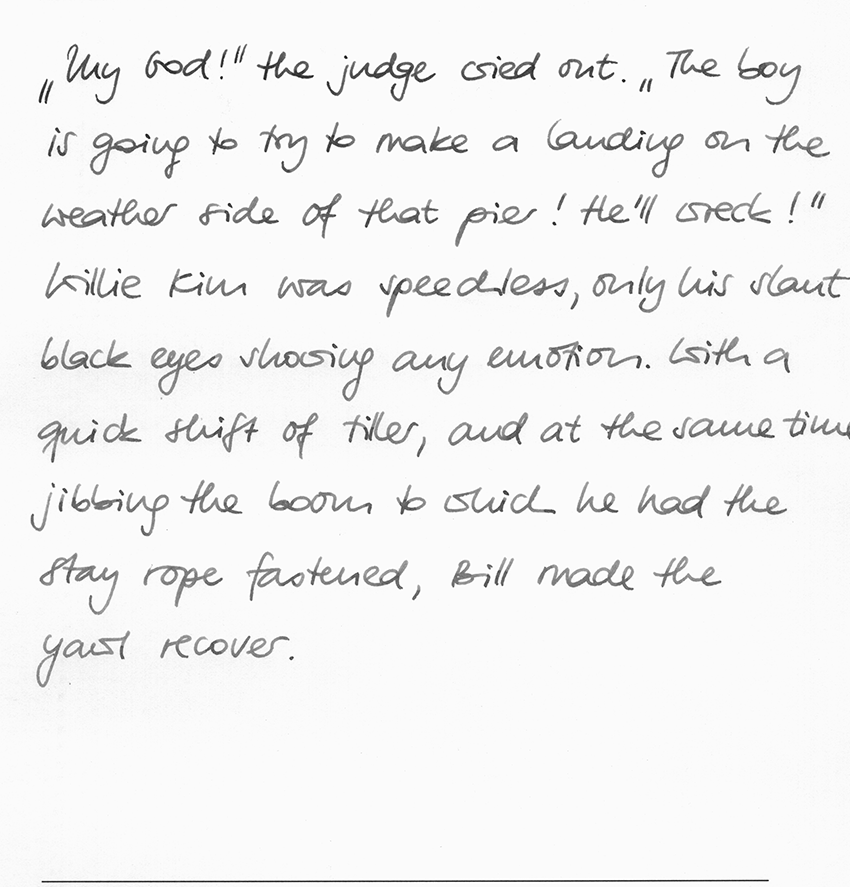 „My God!" the judge cried out. „The boy
is going to try to make a landing on the
weather side of that pier! He'll wreck!"
Willie Kim was speechless, only his slant
black eyes showing any emotion. With a
quick shift of tiller, and at the same time
jibbing the boom to which he had the
stay rope fastened, Bill made the
yawl recover.